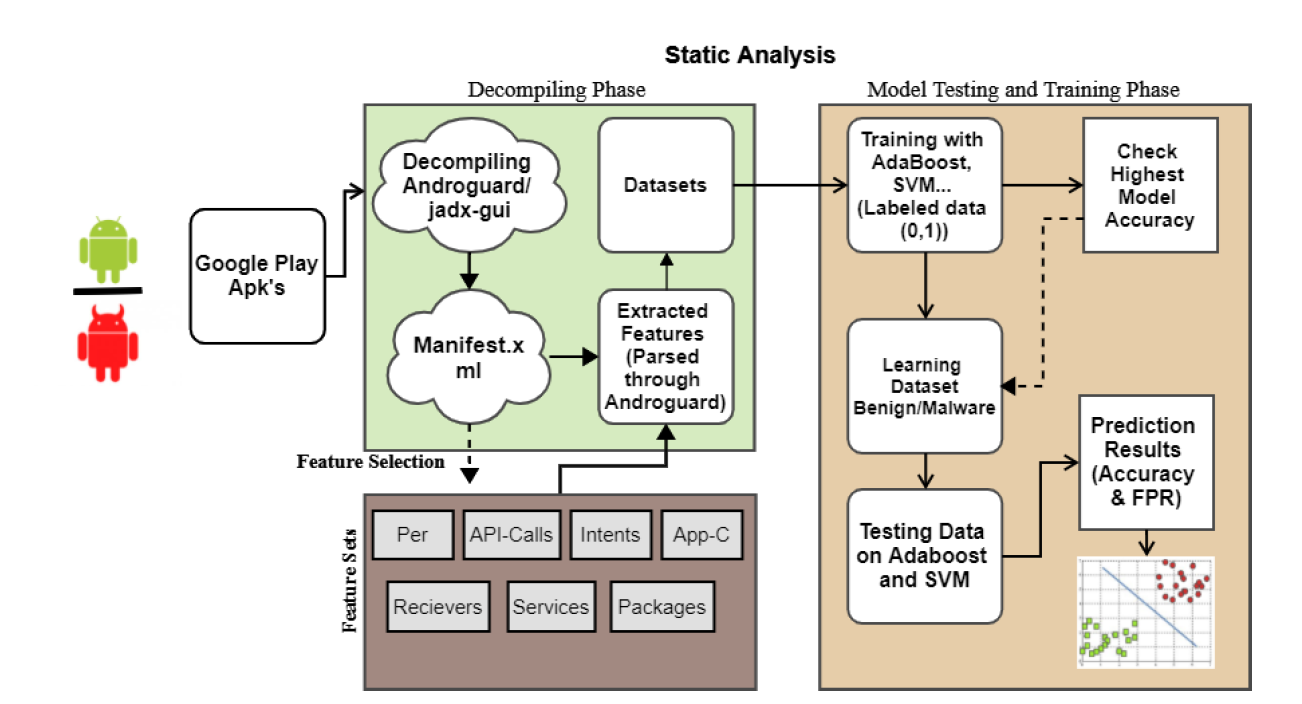 Static Analysis
Decompiling Phase
Model Testing and Training Phase
Google Play
Apk's
Decompiling
Androguard/
jadx-gui
Datasets
Manifest.x
ml
Extracted
Features
(Parsed
through
Androguard)
Feature Selection
Feature Sets
Per
API-Calls
Intents
App-C
Recievers
Services
Packages
Training with
AdaBoost,
SVM...
(Labeled data
(0,1))
Check
Highest
Model
Accuracy
Learning
Dataset
Benign/Malware
Testing Data
on Adaboost
and SVM
Prediction
Results
(Accuracy
& FPR)